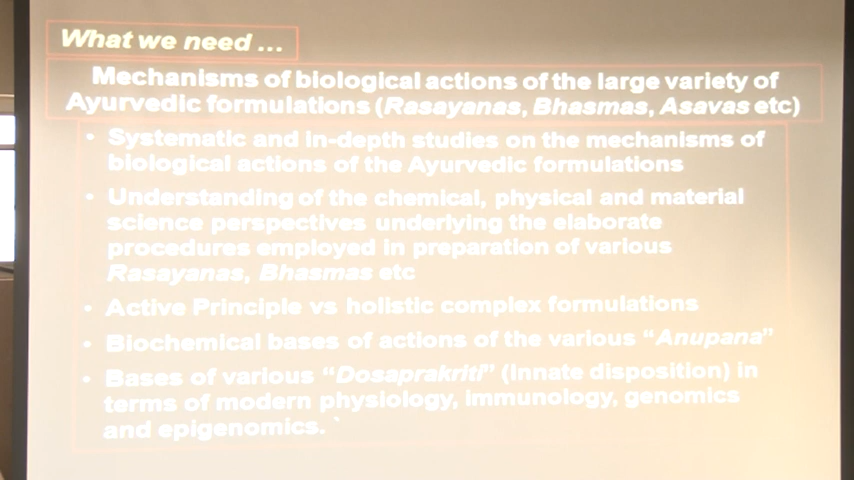 What we need ...
Mechanisms of biological actions of the large variety of
Ayurvedic formulations (Rasayanas, Bhasmas, Asavas etc)
• Systematic and in-depth studies on the mechanisms of
biological actions of the Ayurvedic formulations
• Understanding of the chemical, physical and material
science perspectives underlying the elaborate
procedures employed in preparation of various
Rasayanas, Bhasmas etc
• Active Principle vs holistic complex formulations
• Biochemical bases of actions of the various “Anupana”
• Bases of various “Dosaprakriti” (innate disposition) in
terms of modern physiology, immunology, genomics
and epigenomics. `